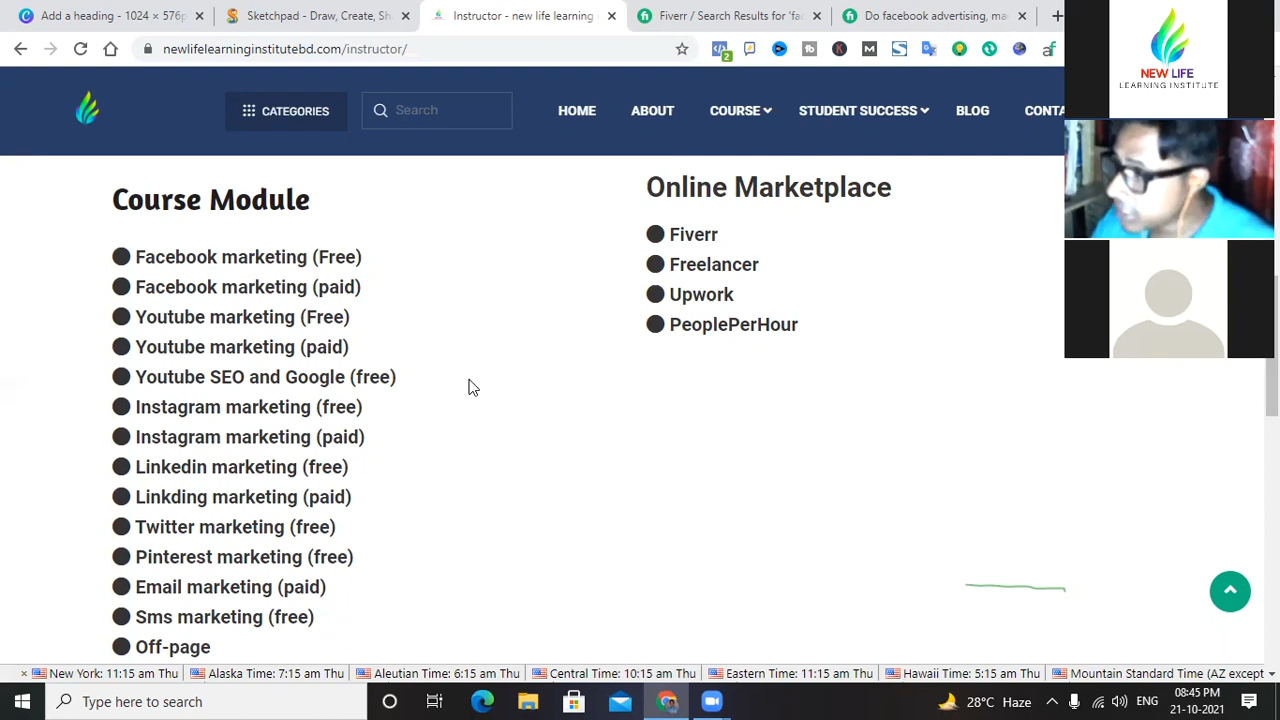 Add a heading - 1024 × 576p
Sketchpad - Draw, Create, Sh
Instructor - new life learning
Fiverr / Search Results for 'fac
Do facebook advertising, ma
newlifelearninginstitutebd.com/instructor/
2
NEW LIFE
LEARNING INSTITUTE
CATEGORIES
Search
HOME
ABOUT
COURSE
STUDENT SUCCESS
BLOG
CONTA
Course Module
Facebook marketing (Free)
Facebook marketing (paid)
Youtube marketing (Free)
Youtube marketing (paid)
Youtube SEO and Google (free)
Instagram marketing (free)
Instagram marketing (paid)
Linkedin marketing (free)
Linkding marketing (paid)
Twitter marketing (free)
Pinterest marketing (free)
Email marketing (paid)
Sms marketing (free)
Off-page
Online Marketplace
Fiverr
Freelancer
Upwork
PeoplePerHour
New York: 11:15 am Thu
Alaska Time: 7:15 am Thu
Aleutian Time: 6:15 am Thu
Central Time: 10:15 am Thu
Eastern Time: 11:15 am Thu
Hawaii Time: 5:15 am Thu
Mountain Standard Time (AZ except
Type here to search
28°C Haze
ENG
08:45 PM
21-10-2021